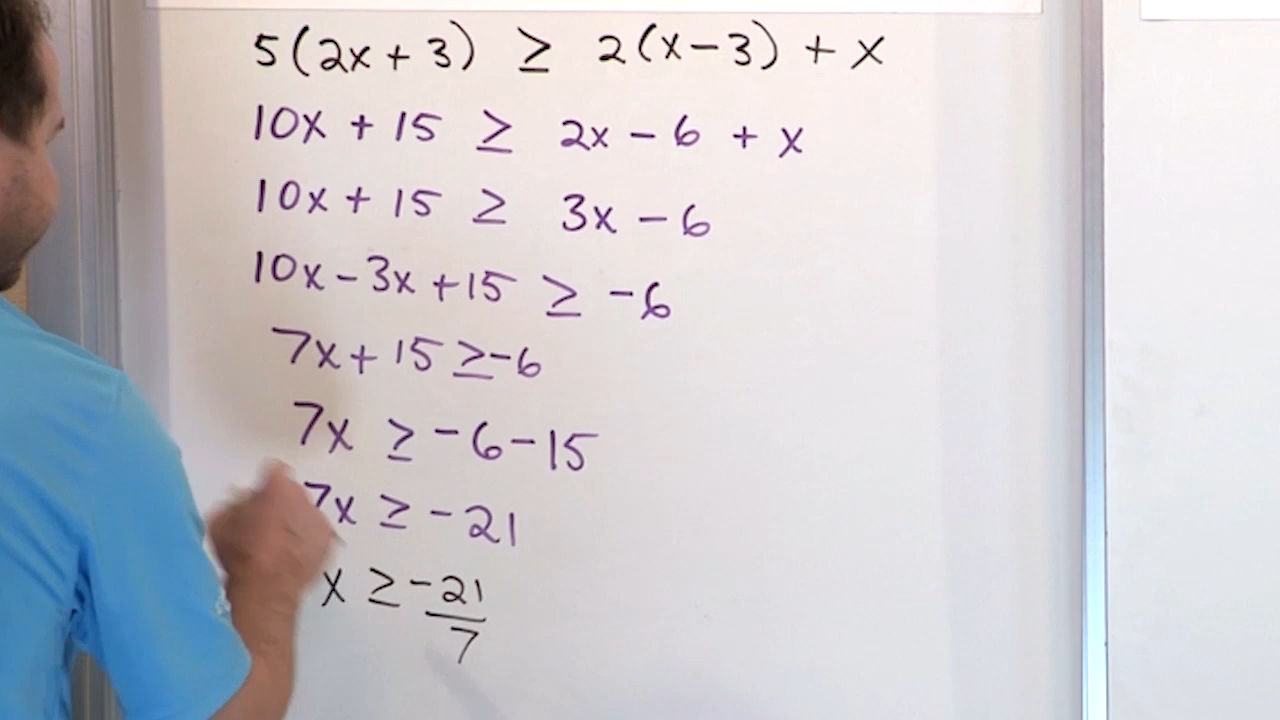 5(2x+3) ≥ 2(x-3) + x
10x + 15 ≥ 2x - 6 + x
10x + 15 ≥ 3x - 6
10x - 3x + 15 ≥ -6
7x + 15 ≥ -6
7x ≥ -6 - 15
7x ≥ -21
x ≥ -21/7